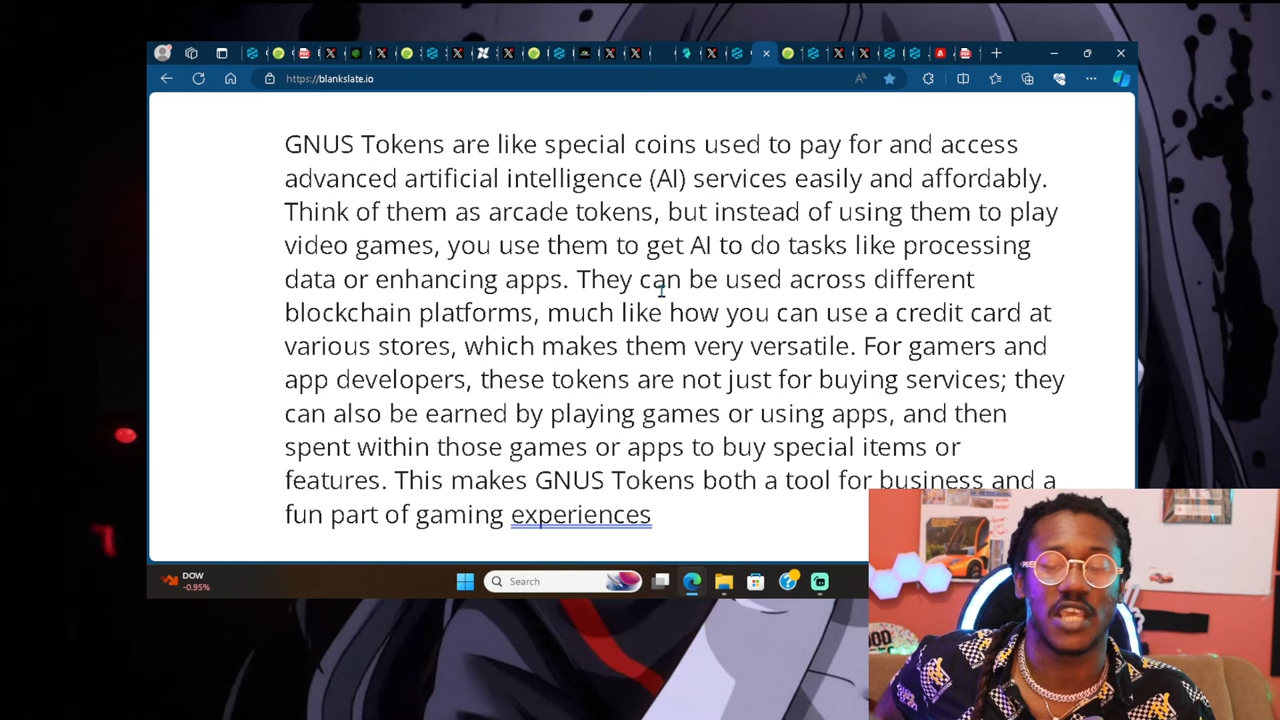 https://blankslate.io
GNUS Tokens are like special coins used to pay for and access
advanced artificial intelligence (AI) services easily and affordably.
Think of them as arcade tokens, but instead of using them to play
video games, you use them to get AI to do tasks like processing
data or enhancing apps. They can be used across different
blockchain platforms, much like how you can use a credit card at
various stores, which makes them very versatile. For gamers and
app developers, these tokens are not just for buying services; they
can also be earned by playing games or using apps, and then
spent within those games or apps to buy special items or
features. This makes GNUS Tokens both a tool for business and a
fun part of gaming experiences
DOW
-0.95%
Search